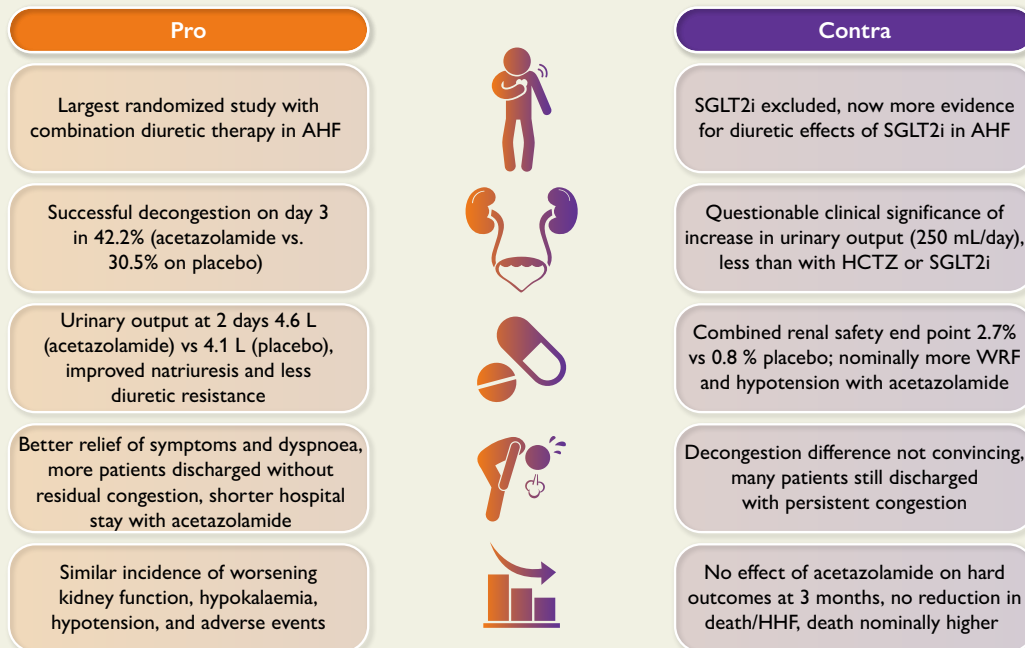 Pro
Contra
Largest randomized study with
combination diuretic therapy in AHF
SGLT2i excluded, now more evidence
for diuretic effects of SGLT2i in AHF
Successful decongestion on day 3
in 42.2% (acetazolamide vs.
30.5% on placebo)
Questionable clinical significance of
increase in urinary output (250 mL/day),
less than with HCTZ or SGLT2i
Urinary output at 2 days 4.6 L
(acetazolamide) vs 4.1 L (placebo),
improved natriuresis and less
diuretic resistance
Combined renal safety end point 2.7%
vs 0.8 % placebo; nominally more WRF
and hypotension with acetazolamide
Better relief of symptoms and dyspnoea,
more patients discharged without
residual congestion, shorter hospital
stay with acetazolamide
Decongestion difference not convincing,
many patients still discharged
with persistent congestion
Similar incidence of worsening
kidney function, hypokalaemia,
hypotension, and adverse events
No effect of acetazolamide on hard
outcomes at 3 months, no reduction in
death/HHF, death nominally higher